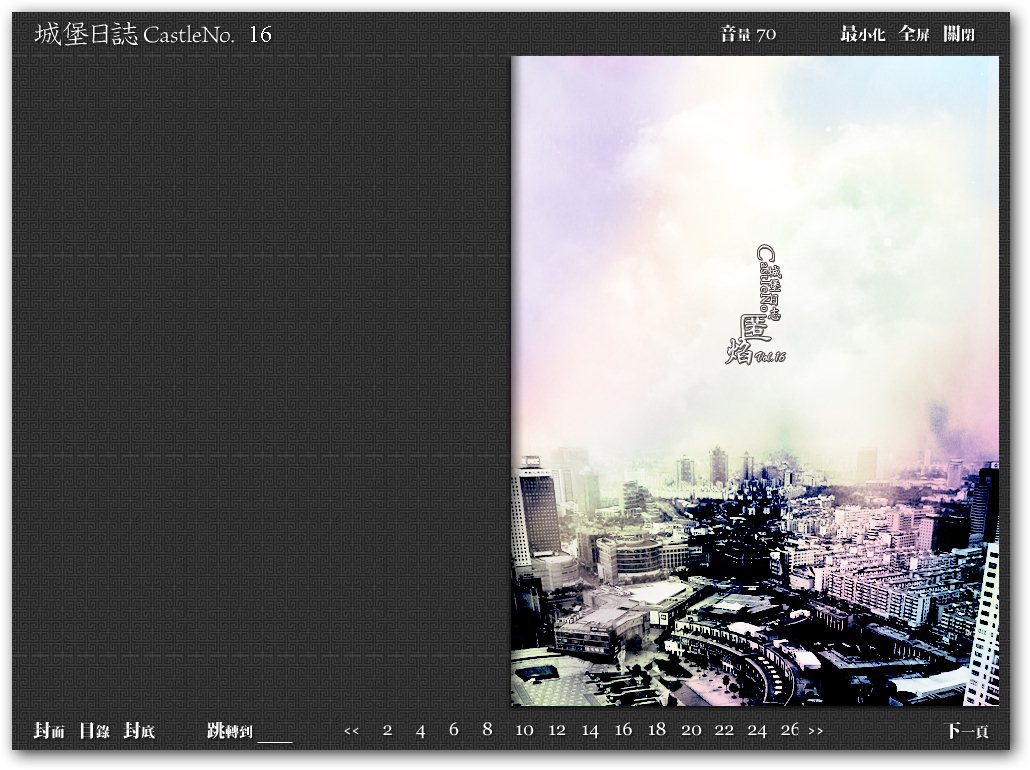 城堡日誌 CastleNo. 16
音量 70 最小化 全屏 關閉
CastleNo
城堡日志
匿焰 Vol.16
封面 目錄 封底 跳轉到 << 2 4 6 8 10 12 14 16 18 20 22 24 26 >> 下一頁